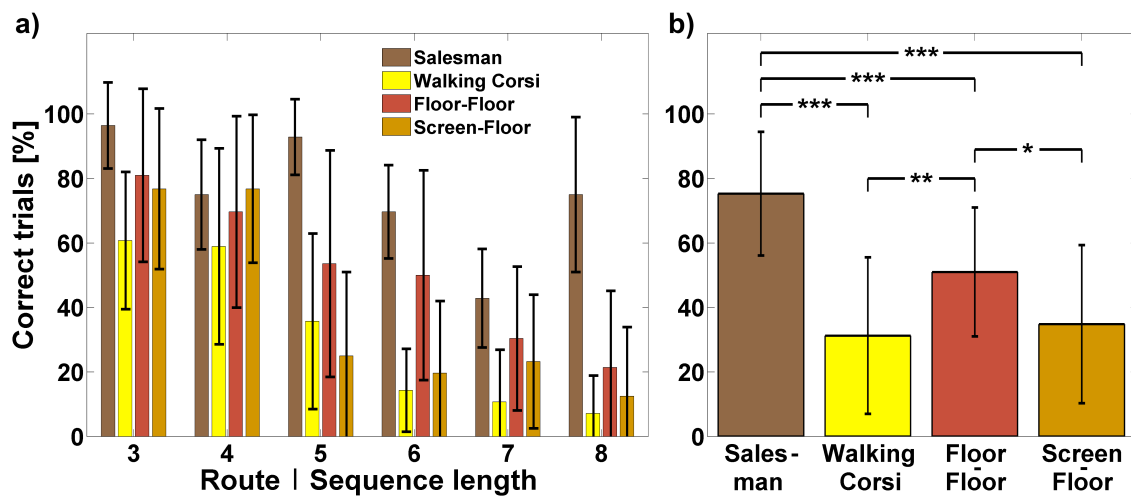 a)
Correct trials [%]
100
80
60
40
20
0
3 4 5 6 7 8
Route | Sequence length
Salesman
Walking Corsi
Floor-Floor
Screen-Floor
b)
100
80
60
40
20
0
***
***
***
*
**
Sales-
man
Walking
Corsi
Floor
-
Floor
Screen
-
Floor